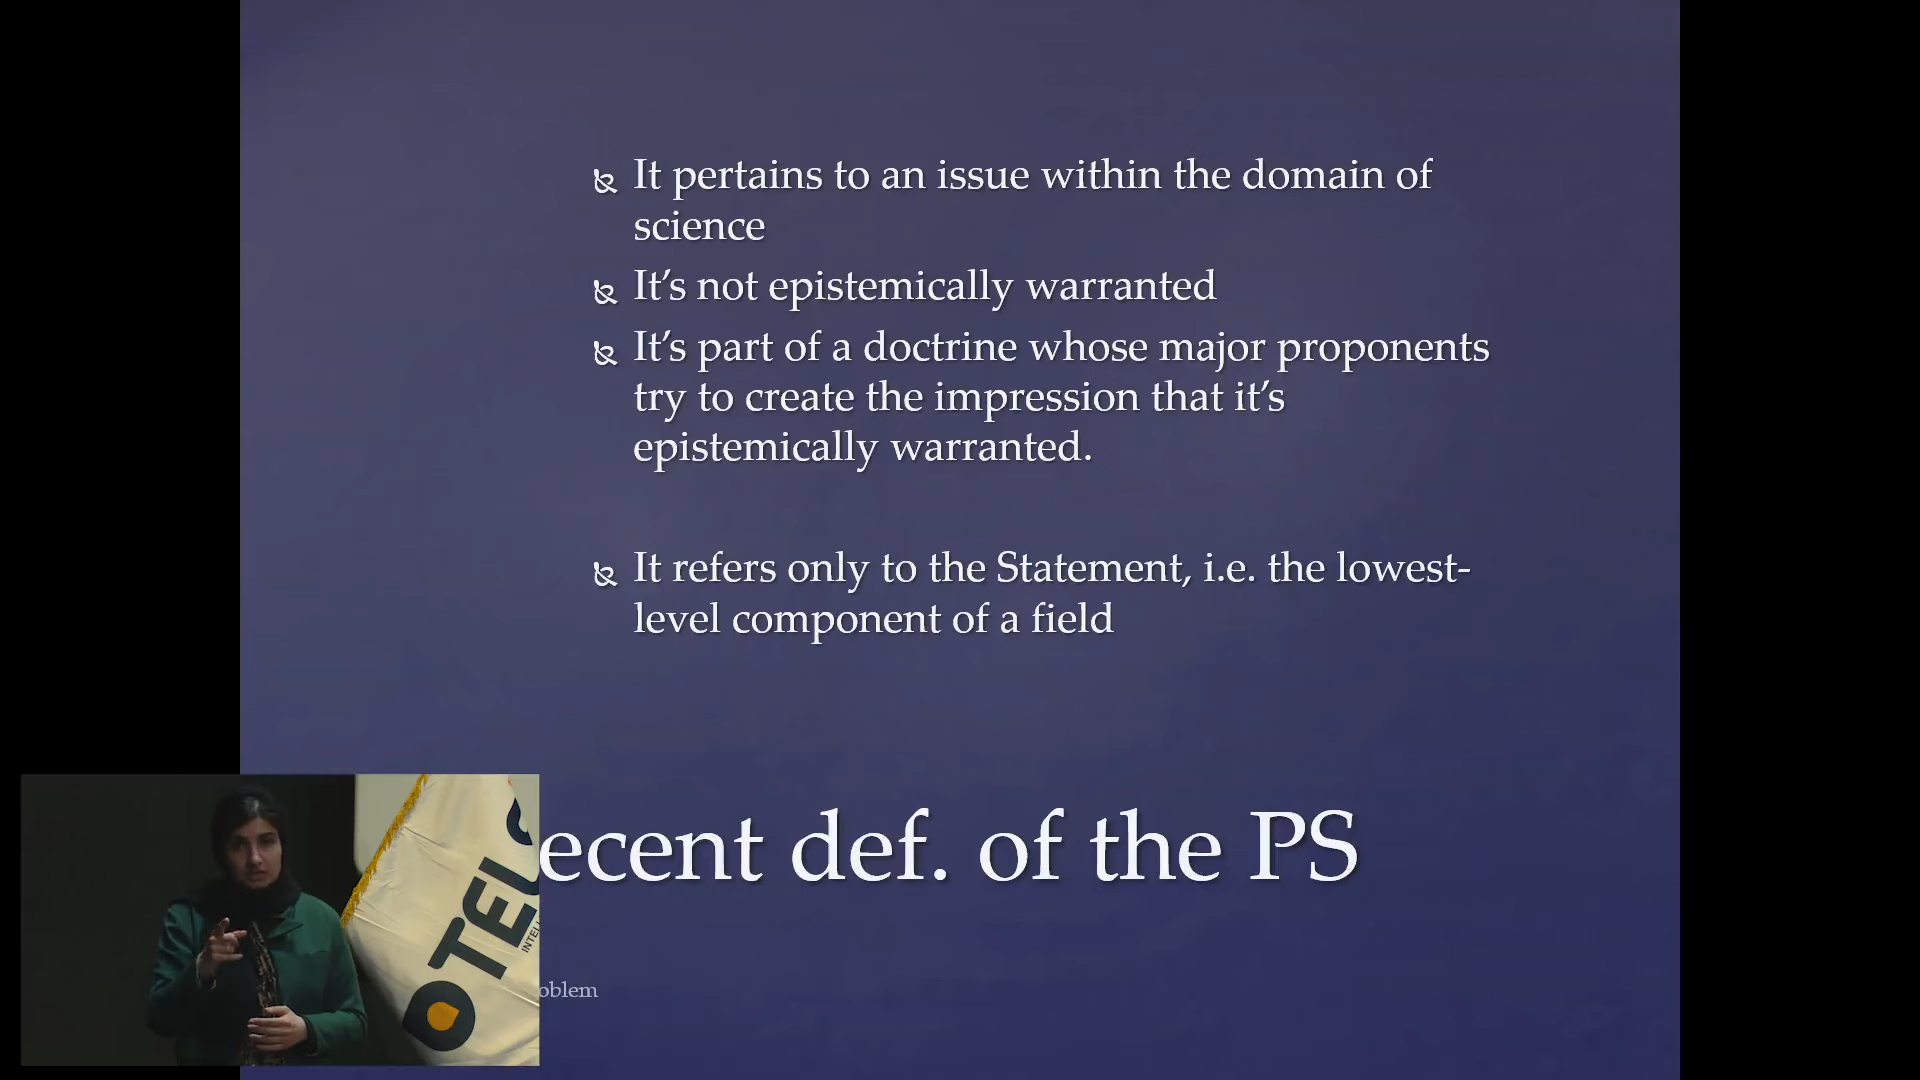 It pertains to an issue within the domain of
science
It’s not epistemically warranted
It’s part of a doctrine whose major proponents
try to create the impression that it’s
epistemically warranted.
It refers only to the Statement, i.e. the lowest-
level component of a field
ecent def. of the PS
oblem